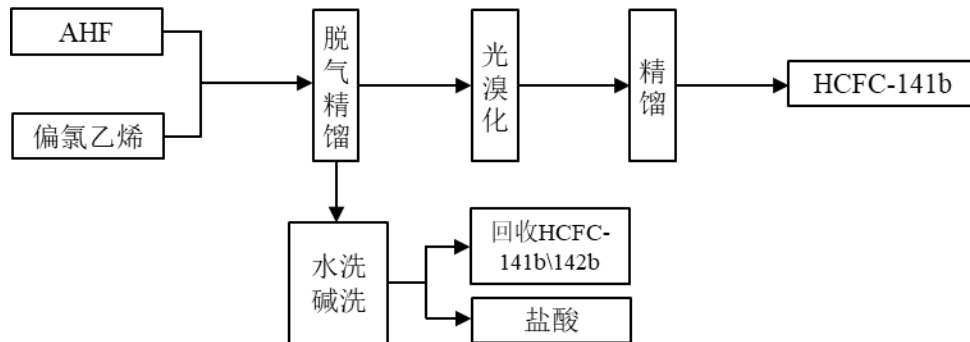 AHF
偏氯乙烯
脱气精馏
光溴化
精馏
HCFC-141b
水洗
碱洗
回收HCFC-
141b\142b
盐酸